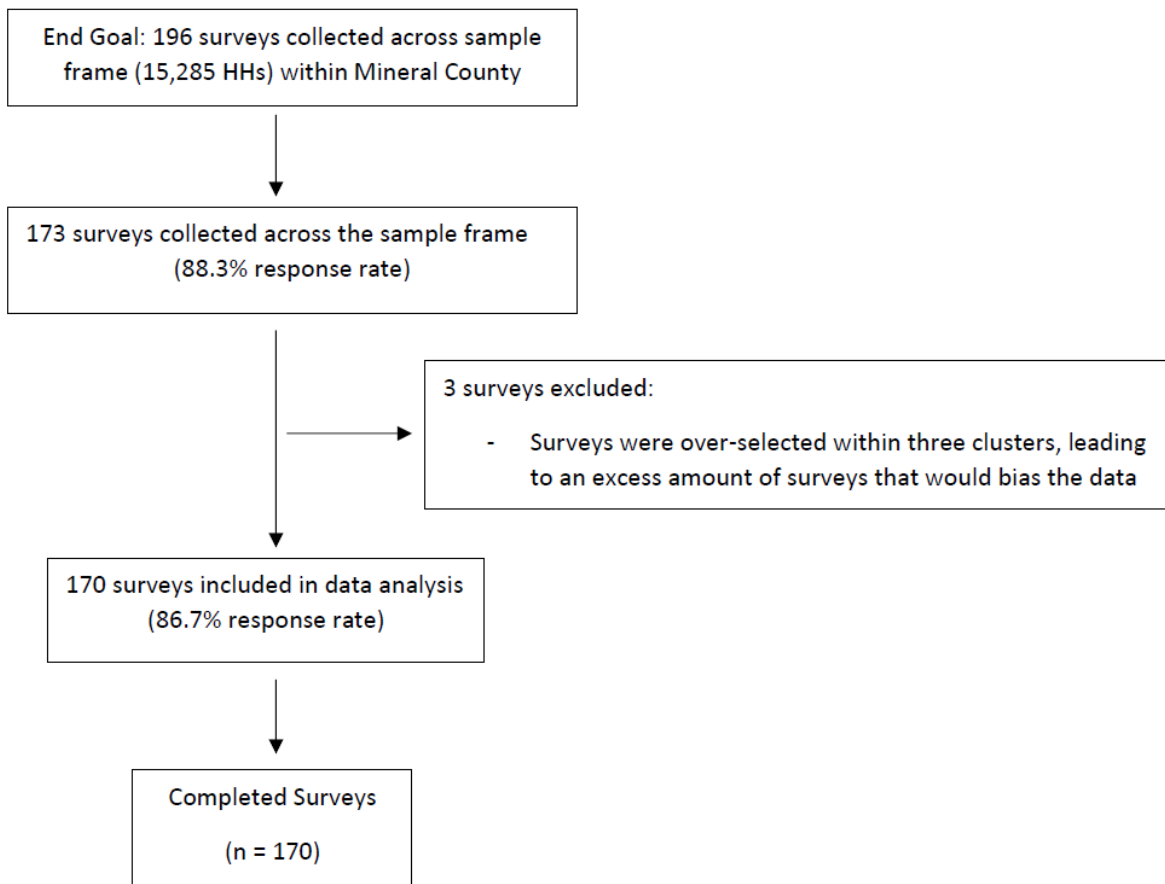 End Goal: 196 surveys collected across sample
frame (15,285 HHs) within Mineral County
173 surveys collected across the sample frame
(88.3% response rate)
3 surveys excluded:
- Surveys were over-selected within three clusters, leading
to an excess amount of surveys that would bias the data
170 surveys included in data analysis
(86.7% response rate)
Completed Surveys
(n = 170)